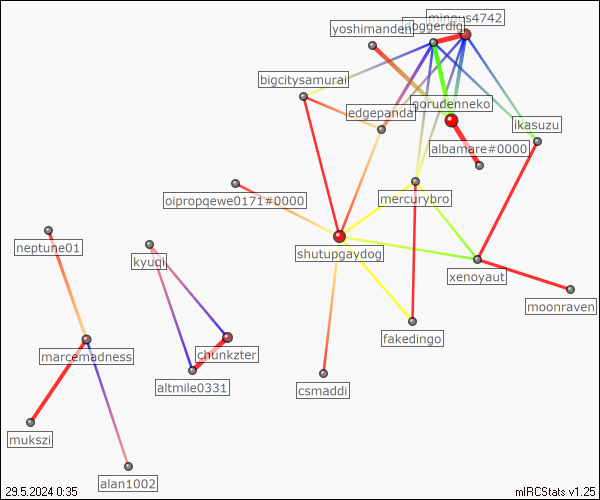 mingus4742
doggerdig
yoshimanden
bigcitysamurai
gorudenneko
edgepanda
ikasuzu
albamare#0000
oipropqewe0171#0000
mercurybro
neptune01
shutupgaydog
kyuqi
xenoyaut
moonraven
fakedingo
marcemadness
chunkzter
altmile0331
csmaddi
mukszi
alan1002
29.5.2024 0:35
mIRCStats v1.25